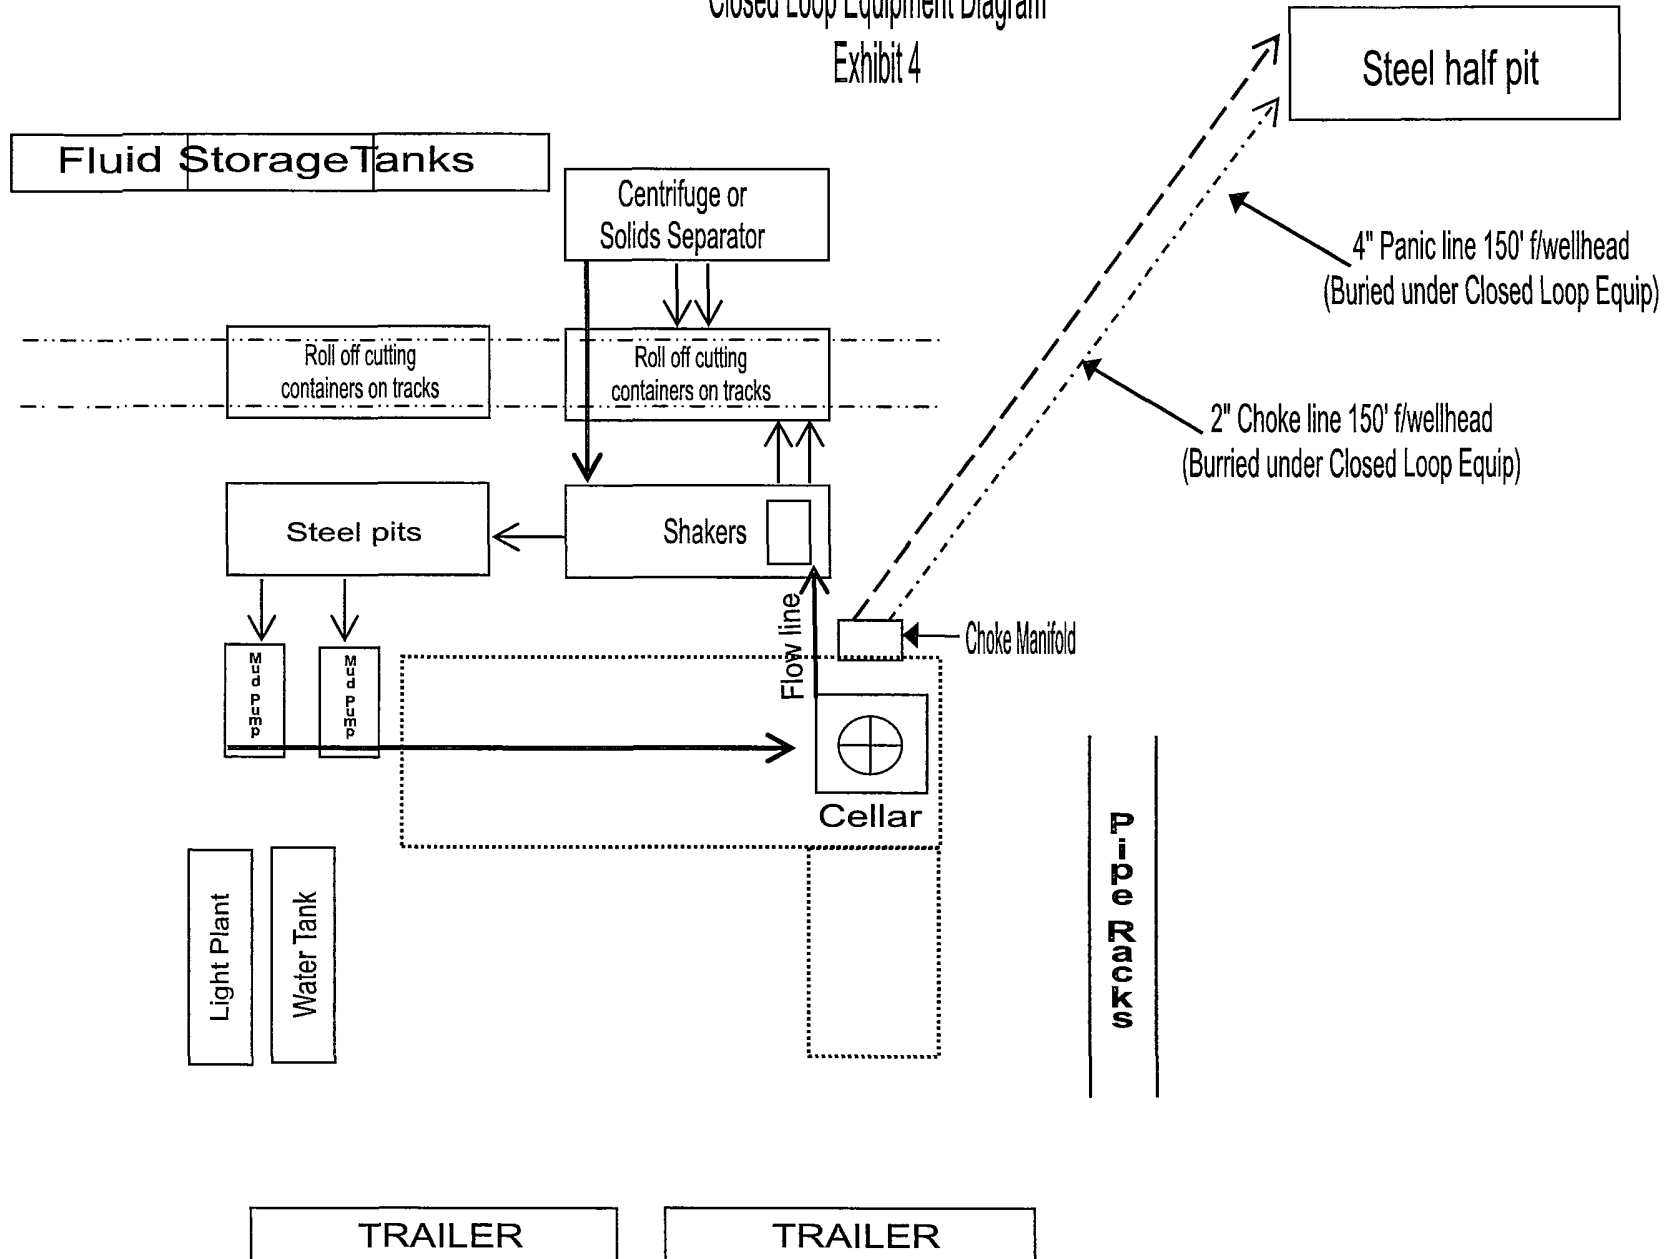 Closed Loop Equipment Diagram
Exhibit 4
Steel half pit
Fluid StorageTanks
Centrifuge or
Solids Separator
4" Panic line 150' f/wellhead
(Buried under Closed Loop Equip)
Roll off cutting
containers on tracks
Roll off cutting
containers on tracks
2" Choke line 150' f/wellhead
(Burried under Closed Loop Equip)
Steel pits
Shakers
Flow line
Choke Manifold
Mud Pump
Mud Pump
Cellar
Pipe Racks
Light Plant
Water Tank
TRAILER
TRAILER